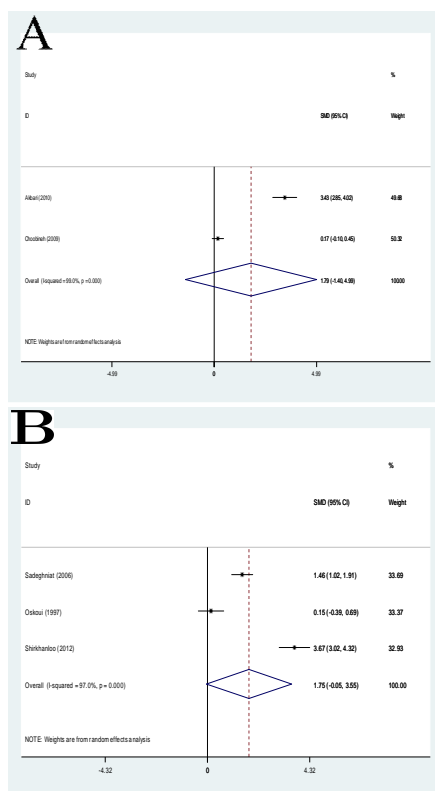 A
Study %
ID SMD (95% CI) Weight
Alibari (2010) 3.43 (2.85, 4.02) 49.68
Choobineh (2009) 0.17 (-0.10, 0.45) 50.32
Overall (I-squared = 99.0%, p = 0.000) 1.79 (-1.40, 4.99) 100.00
NOTE: Weights are from random effects analysis
-4.99 0 4.99
B
Study %
ID SMD (95% CI) Weight
Sadeghniat (2006) 1.46 (1.02, 1.91) 33.69
Oskoui (1997) 0.15 (-0.39, 0.69) 33.37
Shirkhanloo (2012) 3.67 (3.02, 4.32) 32.93
Overall (I-squared = 97.0%, p = 0.000) 1.75 (-0.05, 3.55) 100.00
NOTE: Weights are from random effects analysis
-4.32 0 4.32